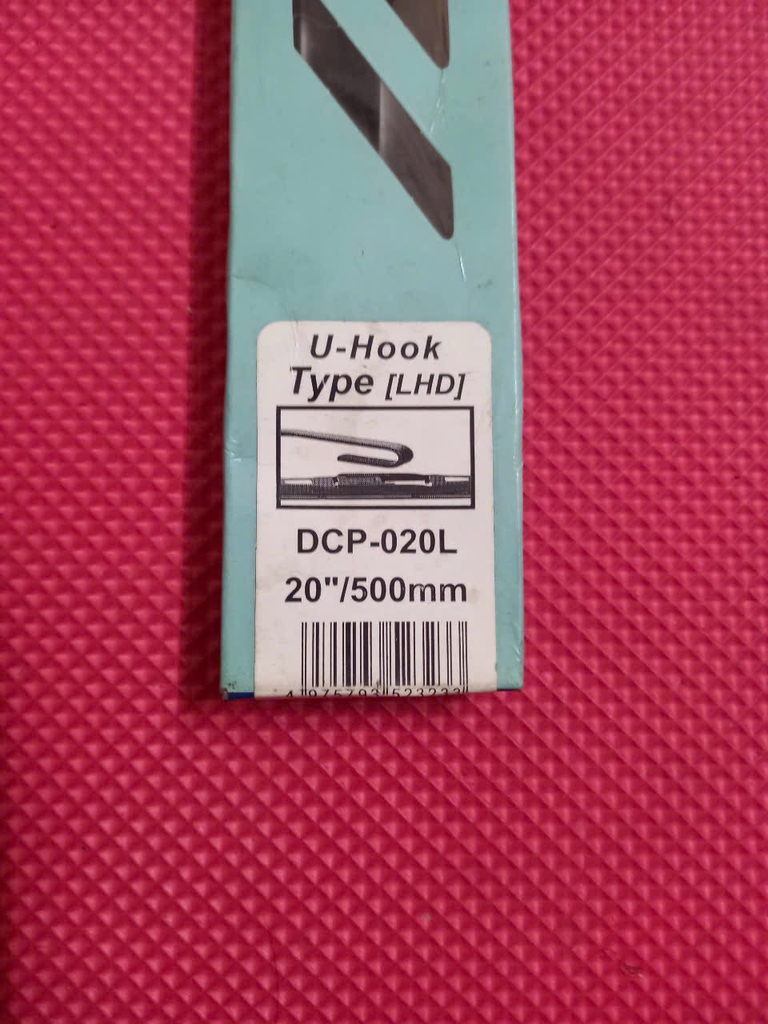 U-Hook
Type [LHD]
DCP-020L
20"/500mm